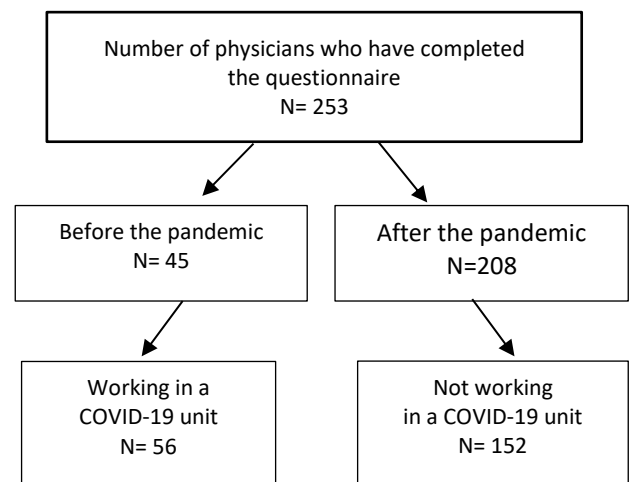 Number of physicians who have completed
the questionnaire
N= 253
Before the pandemic
N= 45
After the pandemic
N=208
Working in a
COVID-19 unit
N= 56
Not working
in a COVID-19 unit
N= 152